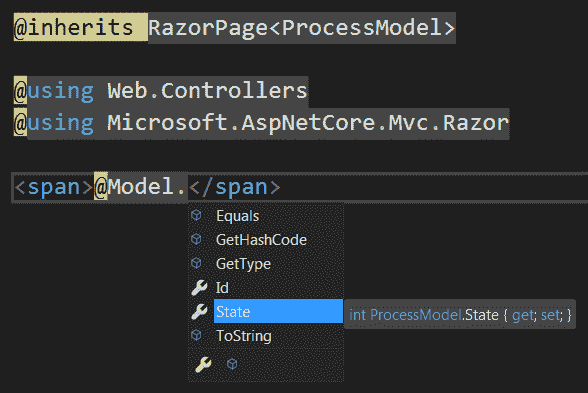 @inherits RazorPage<ProcessModel>
@using Web.Controllers
@using Microsoft.AspNetCore.Mvc.Razor
<span>@Model.</span>
Equals
GetHashCode
GetType
Id
State
int ProcessModel.State { get; set; }
ToString